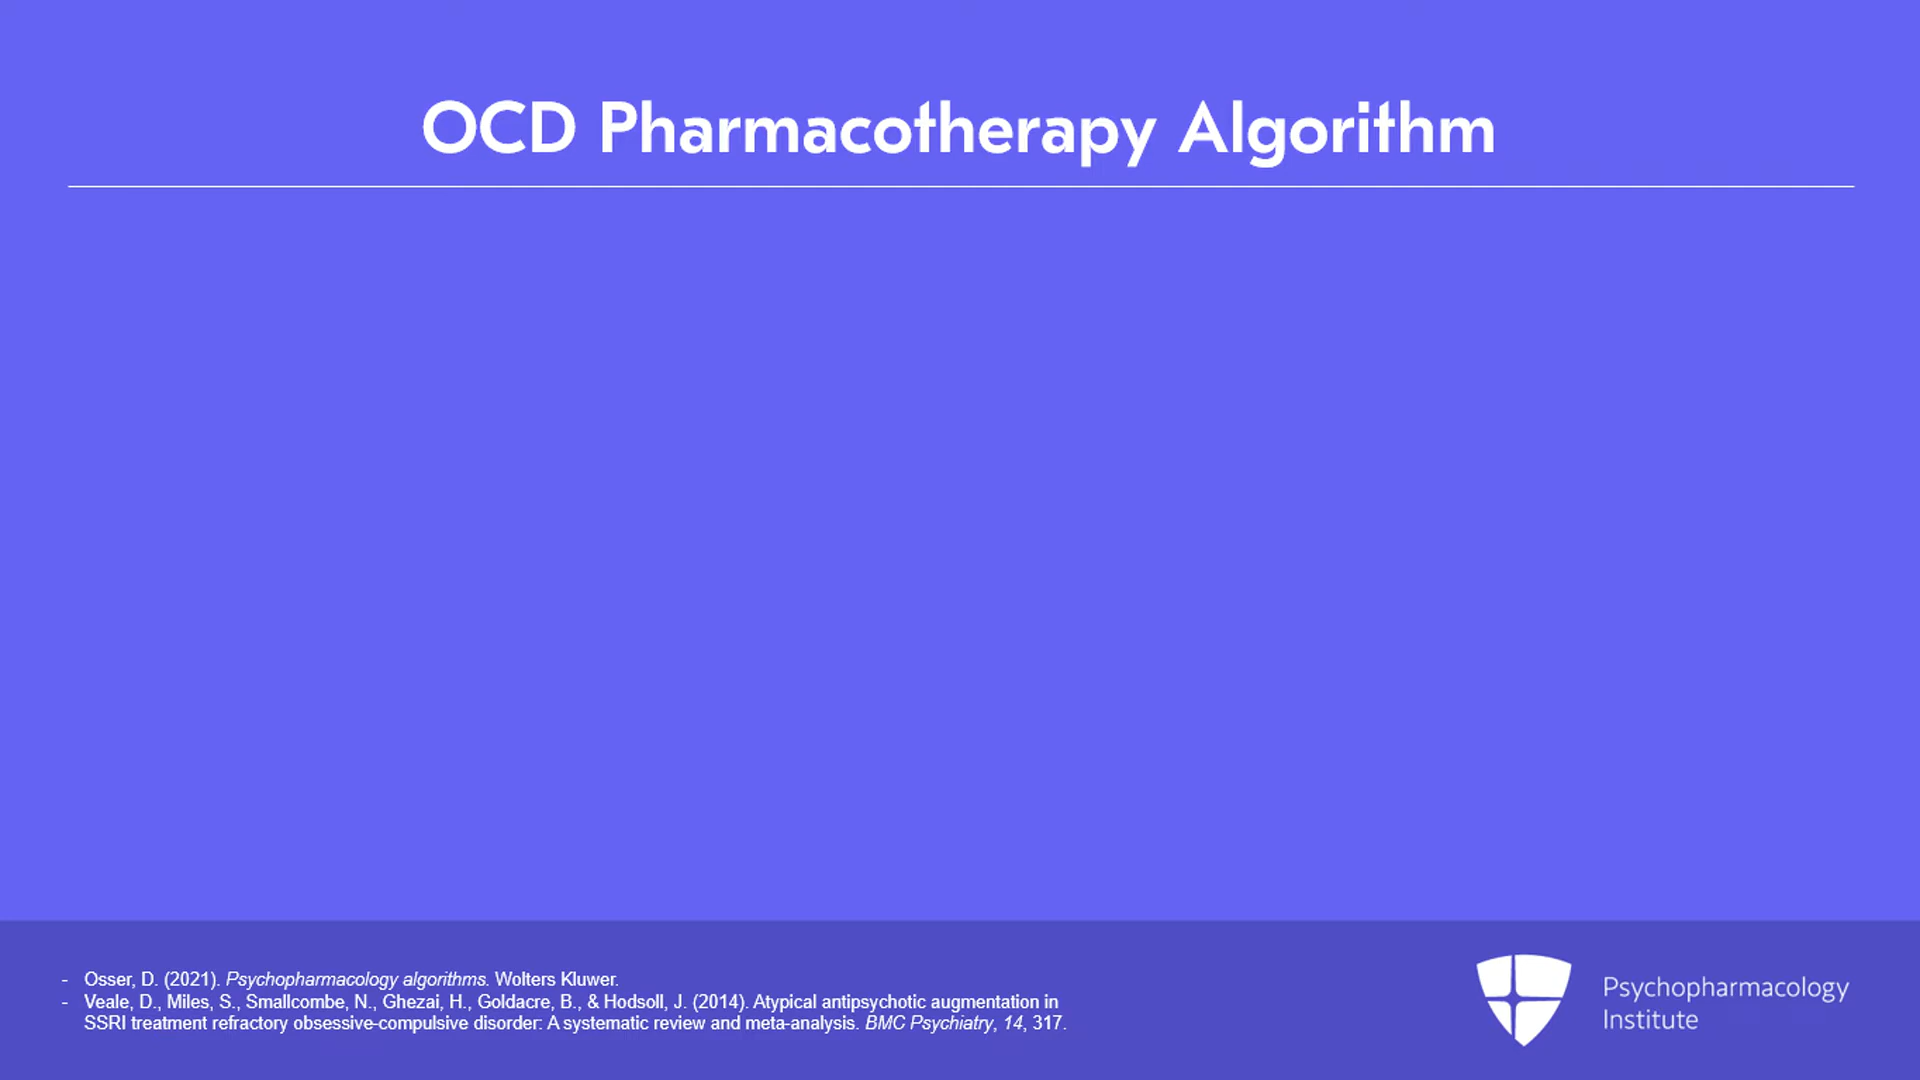 OCD Pharmacotherapy Algorithm
- Osser, D. (2021). Psychopharmacology algorithms. Wolters Kluwer.
- Veale, D., Miles, S., Smallcombe, N., Ghezai, H., Goldacre, B., & Hodsoll, J. (2014). Atypical antipsychotic augmentation in
SSRI treatment refractory obsessive-compulsive disorder: A systematic review and meta-analysis. BMC Psychiatry, 14, 317.
Psychopharmacology
Institute